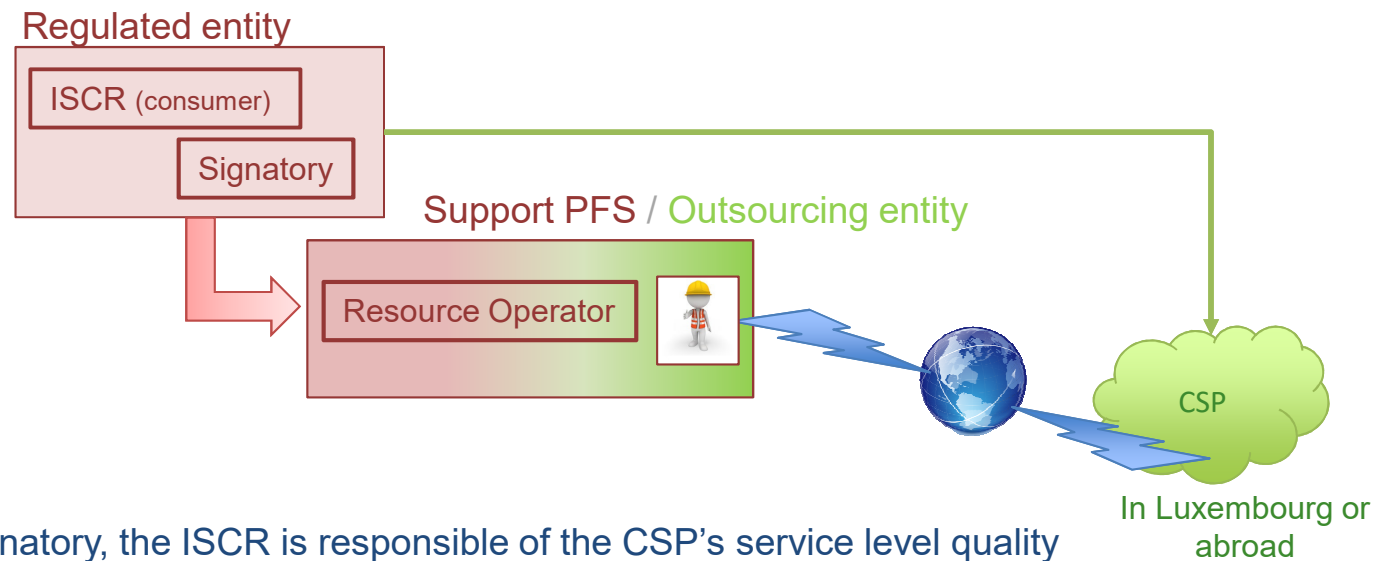 Regulated entity
ISCR (consumer)
Signatory
Support PFS / Outsourcing entity
Resource Operator
CSP
In Luxembourg or
abroad
the ISCR is responsible of the CSP's service level quality